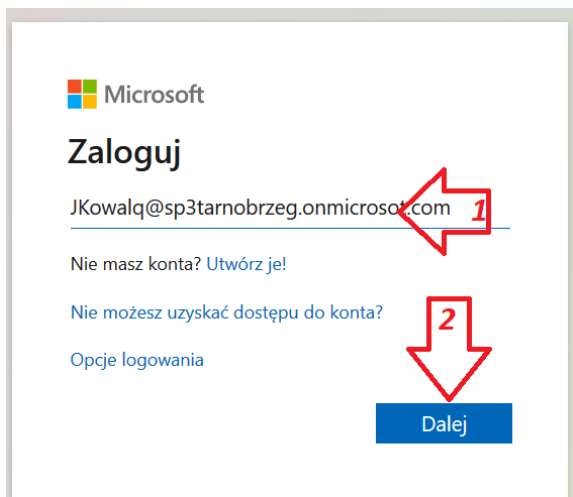 Microsoft
Zaloguj
JKowalq@sp3tarnobrzeg.onmicrosot.com 1
Nie masz konta? Utwórz je!
Nie możesz uzyskać dostępu do konta?
2
Opcje logowania
Dalej